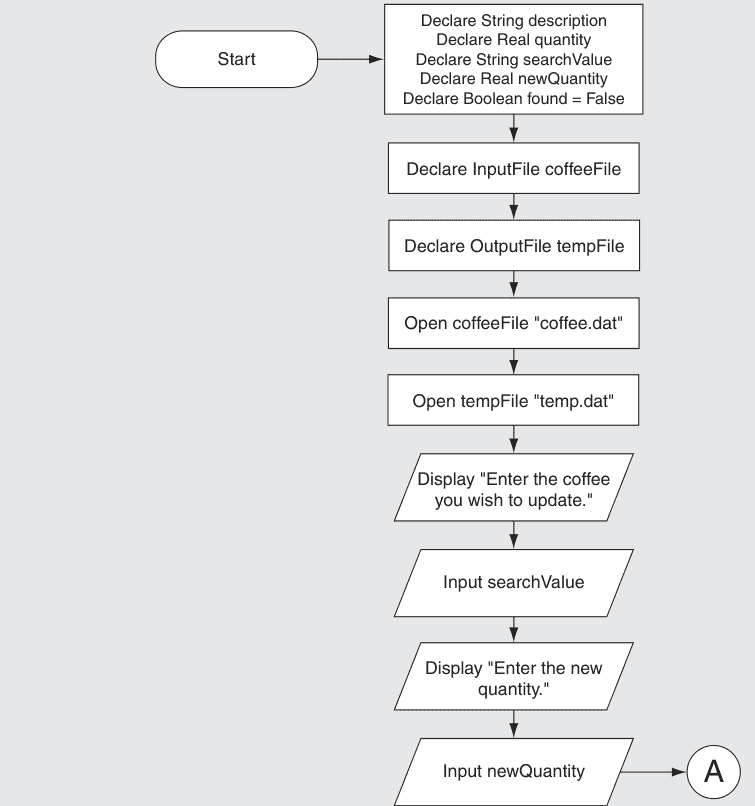 Start
Declare String description
Declare Real quantity
Declare String searchValue
Declare Real newQuantity
Declare Boolean found = False
Declare InputFile coffeeFile
Declare OutputFile tempFile
Open coffeeFile "coffee.dat"
Open tempFile "temp.dat"
Display "Enter the coffee
you wish to update."
Input searchValue
Display "Enter the new
quantity."
Input newQuantity
A